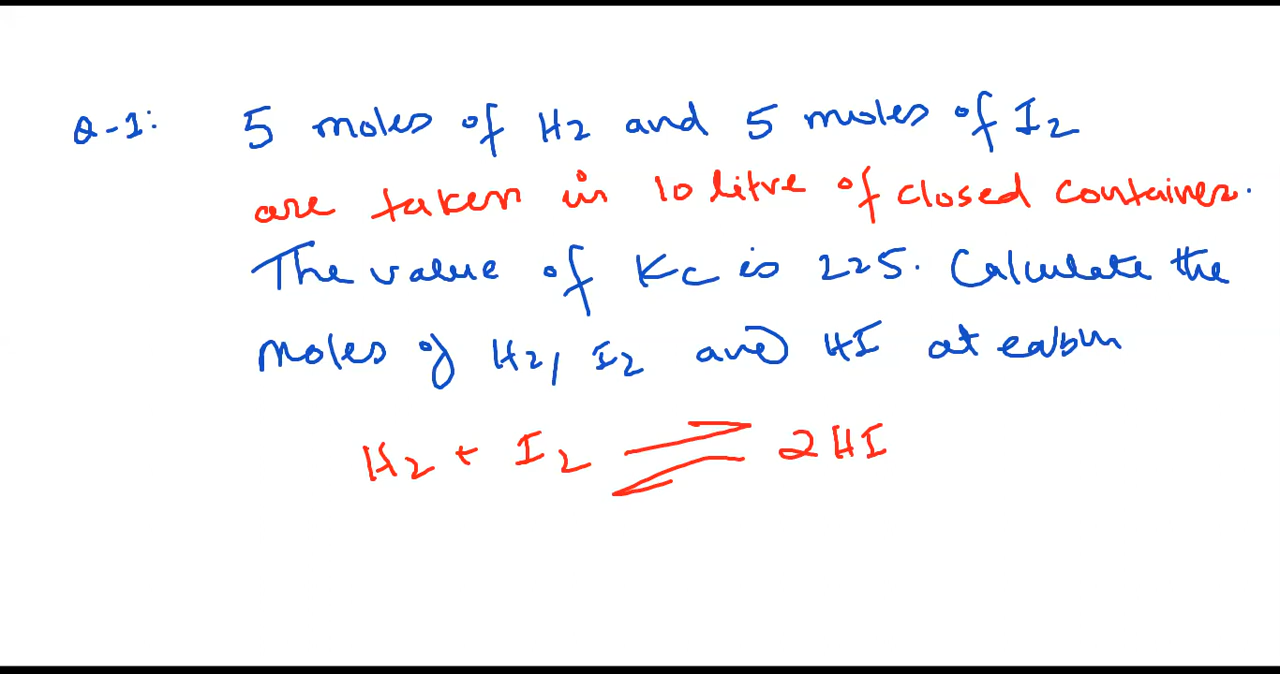 Q-1: 5 moles of H2 and 5 moles of I2
are taken in 10 litre of closed container.
The value of Kc is 225. Calculate the
moles of H2, I2 and HI at eqbm
H2 + I2 ⇌ 2HI